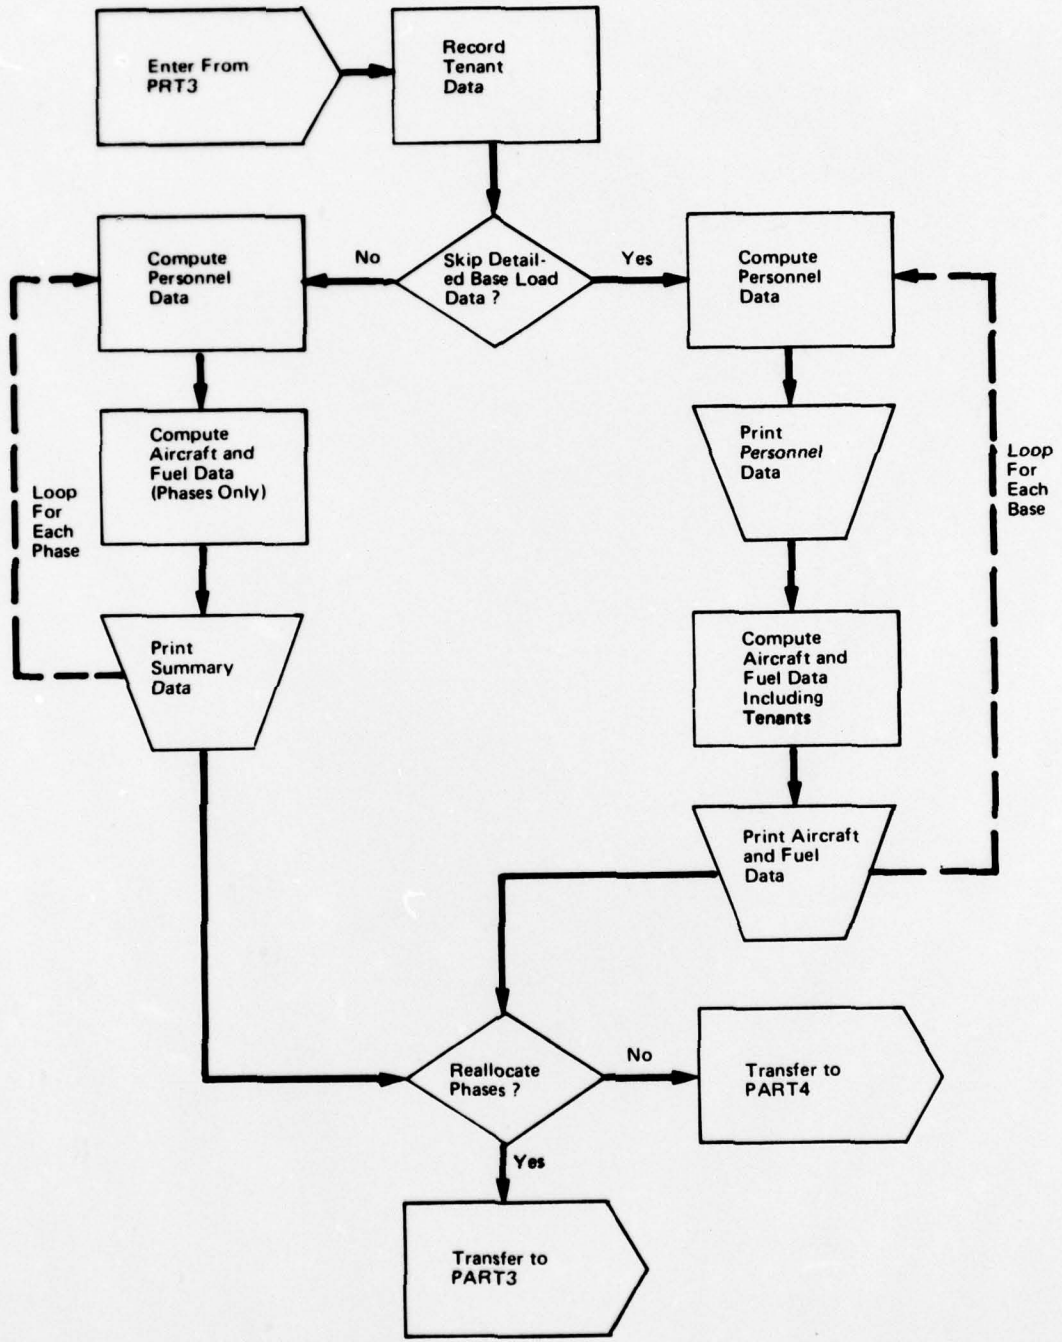 Enter From
PRT3
Record
Tenant
Data
Skip Detail-
ed Base Load
Data ?
No
Yes
Compute
Personnel
Data
Compute
Personnel
Data
Compute
Aircraft and
Fuel Data
(Phases Only)
Print
Personnel
Data
Loop
For
Each
Phase
Loop
For
Each
Base
Print
Summary
Data
Compute
Aircraft and
Fuel Data
Including
Tenants
Print Aircraft
and Fuel
Data
Reallocate
Phases ?
No
Transfer to
PART4
Yes
Transfer to
PART3